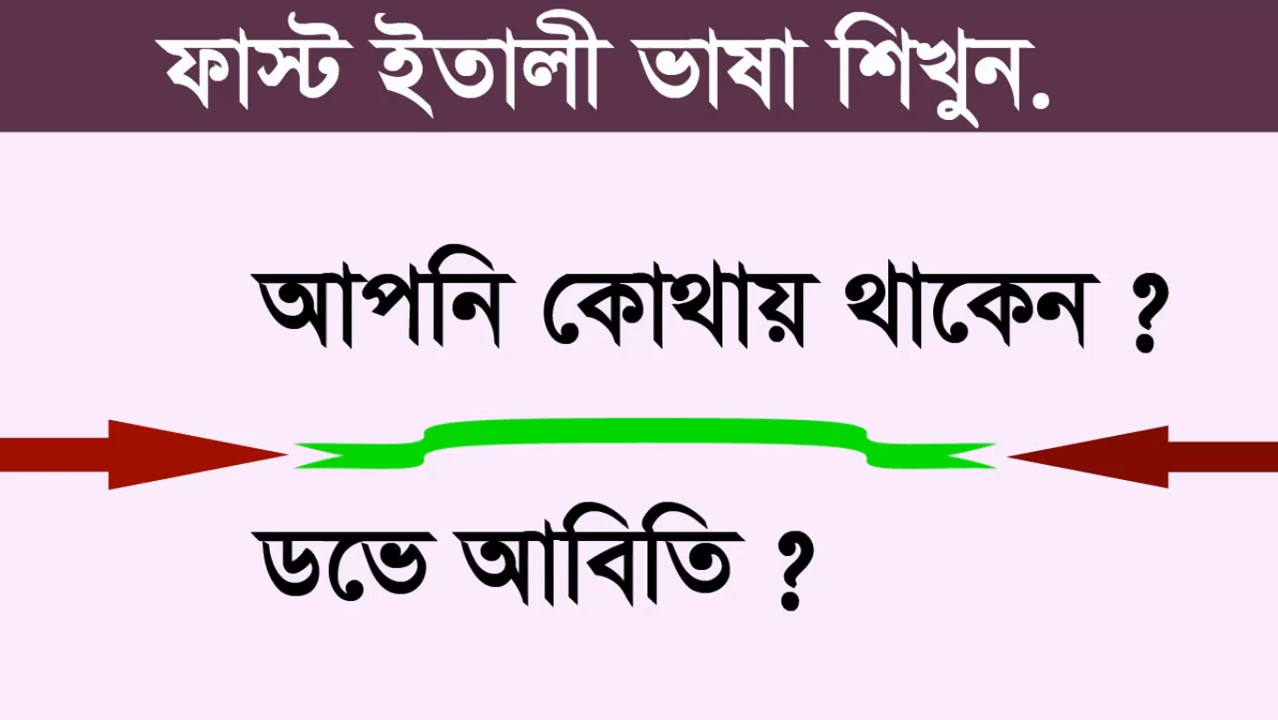 ফাস্ট ইতালী ভাষা শিখুন.
আপনি কোথায় থাকেন ?
ডভে আবিতি ?